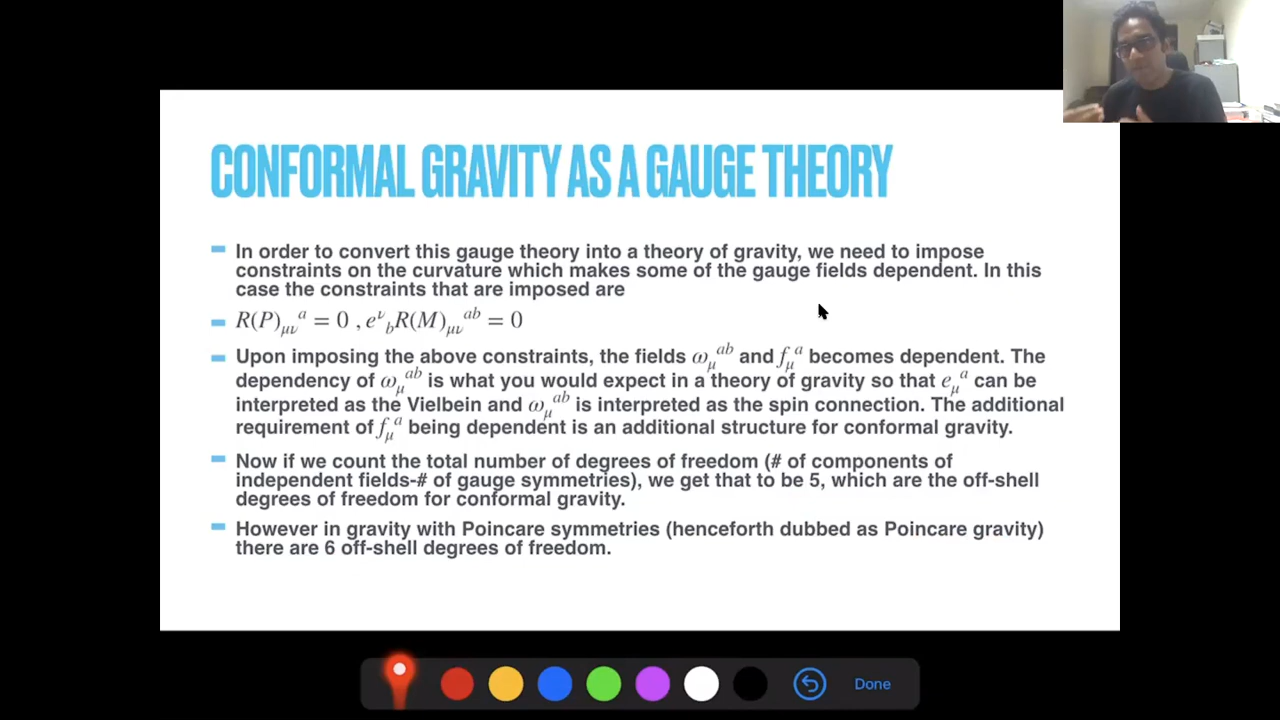 CONFORMAL GRAVITY AS A GAUGE THEORY
In order to convert this gauge theory into a theory of gravity, we need to impose
constraints on the curvature which makes some of the gauge fields dependent. In this
case the constraints that are imposed are
R(P)_{μν}^a = 0 , e^ν_b R(M)_{μν}^{ab} = 0
Upon imposing the above constraints, the fields ω_μ^{ab} and f_μ^a becomes dependent. The
dependency of ω_μ^{ab} is what you would expect in a theory of gravity so that e_μ^a can be
interpreted as the Vielbein and ω_μ^{ab} is interpreted as the spin connection. The additional
requirement of f_μ^a being dependent is an additional structure for conformal gravity.
Now if we count the total number of degrees of freedom (# of components of
independent fields-# of gauge symmetries), we get that to be 5, which are the off-shell
degrees of freedom for conformal gravity.
However in gravity with Poincare symmetries (henceforth dubbed as Poincare gravity)
there are 6 off-shell degrees of freedom.
Done